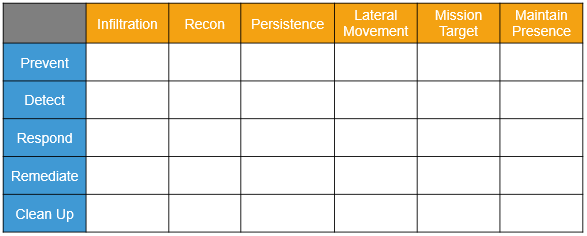 Infiltration Recon Persistence Lateral Movement Mission Target Maintain Presence
Prevent
Detect
Respond
Remediate
Clean Up